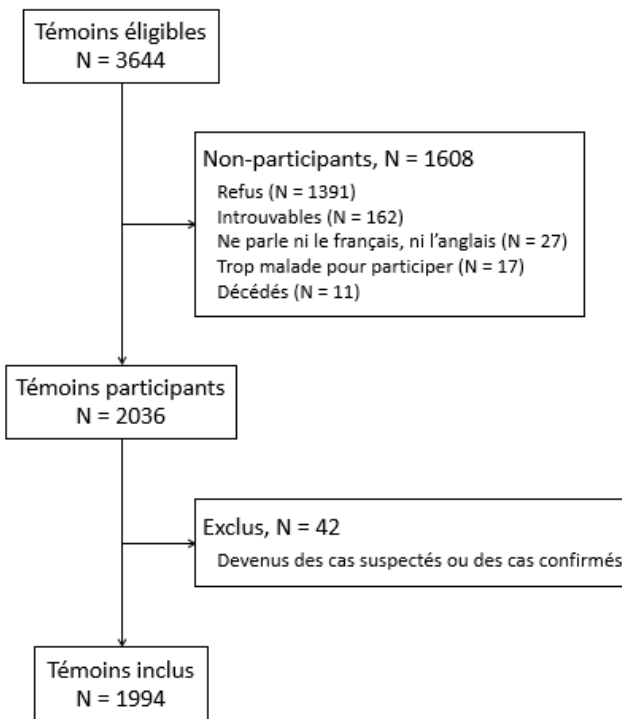 Témoins éligibles
N = 3644
Non-participants, N = 1608
Refus (N = 1391)
Introuvables (N = 162)
Ne parle ni le français, ni l’anglais (N = 27)
Trop malade pour participer (N = 17)
Décédés (N = 11)
Témoins participants
N = 2036
Exclus, N = 42
Devenus des cas suspectés ou des cas confirmés
Témoins inclus
N = 1994